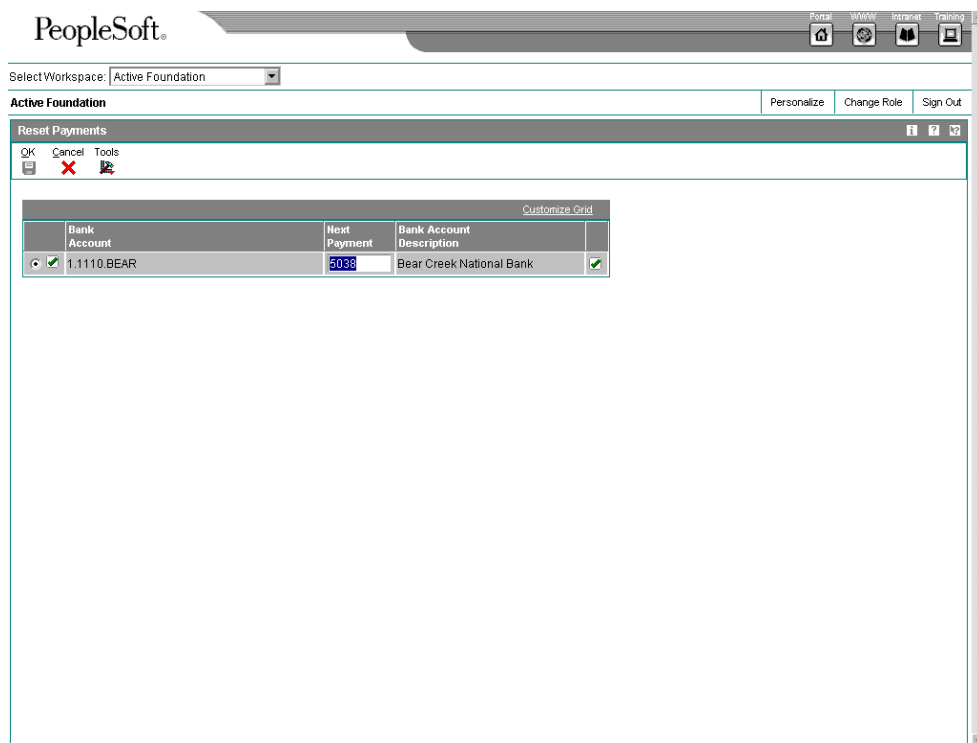 Portal WWW Intranet Training
PeopleSoft®
Select Workspace: Active Foundation
Active Foundation Personalize Change Role Sign Out
Reset Payments
OK Cancel Tools
Customize Grid
Bank Account Next Payment Bank Account Description
1.1110.BEAR 5038 Bear Creek National Bank